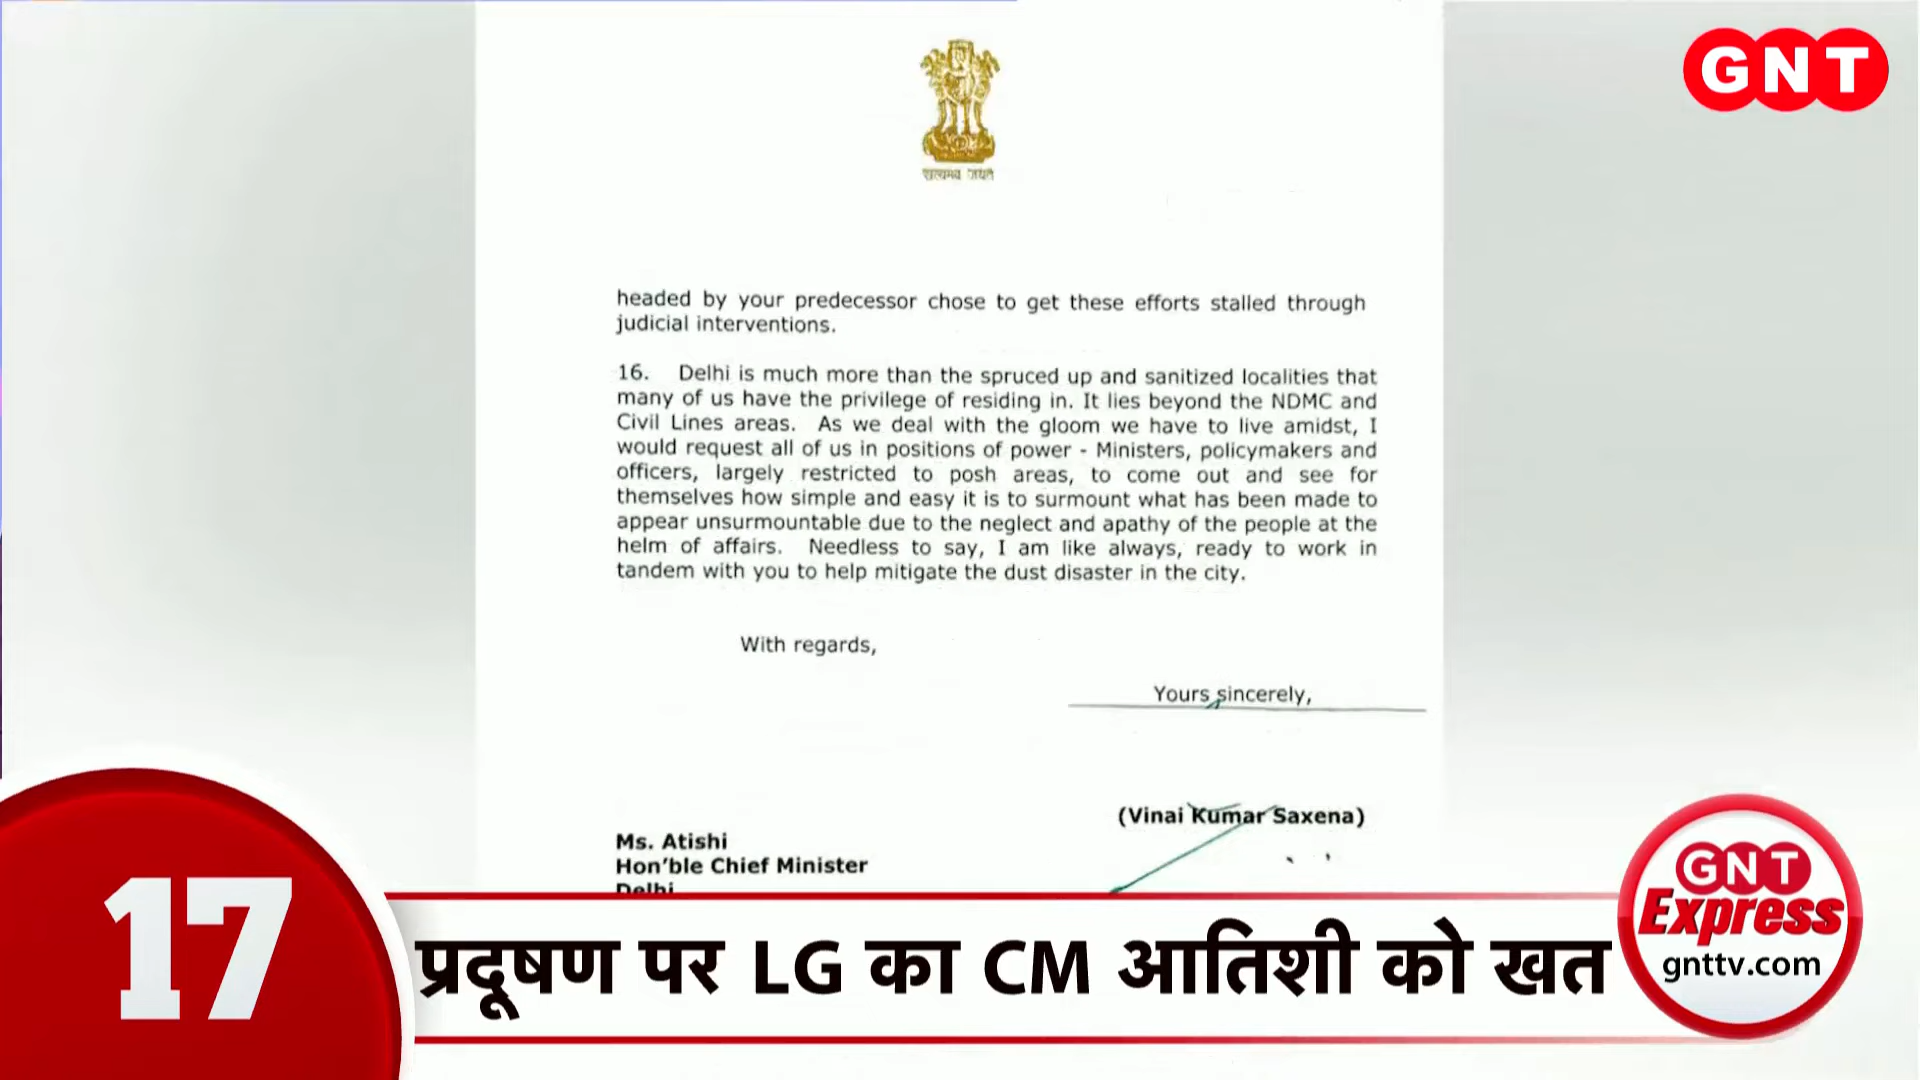 GNT
सत्यमेव जयते
headed by your predecessor chose to get these efforts stalled through
judicial interventions.
16. Delhi is much more than the spruced up and sanitized localities that
many of us have the privilege of residing in. It lies beyond the NDMC and
Civil Lines areas. As we deal with the gloom we have to live amidst, I
would request all of us in positions of power - Ministers, policymakers and
officers, largely restricted to posh areas, to come out and see for
themselves how simple and easy it is to surmount what has been made to
appear unsurmountable due to the neglect and apathy of the people at the
helm of affairs. Needless to say, I am like always, ready to work in
tandem with you to help mitigate the dust disaster in the city.
With regards,
Yours sincerely,
(Vinai Kumar Saxena)
Ms. Atishi
Hon'ble Chief Minister
Delhi
17
प्रदूषण पर LG का CM आतिशी को खत
GNT
Express
gnttv.com